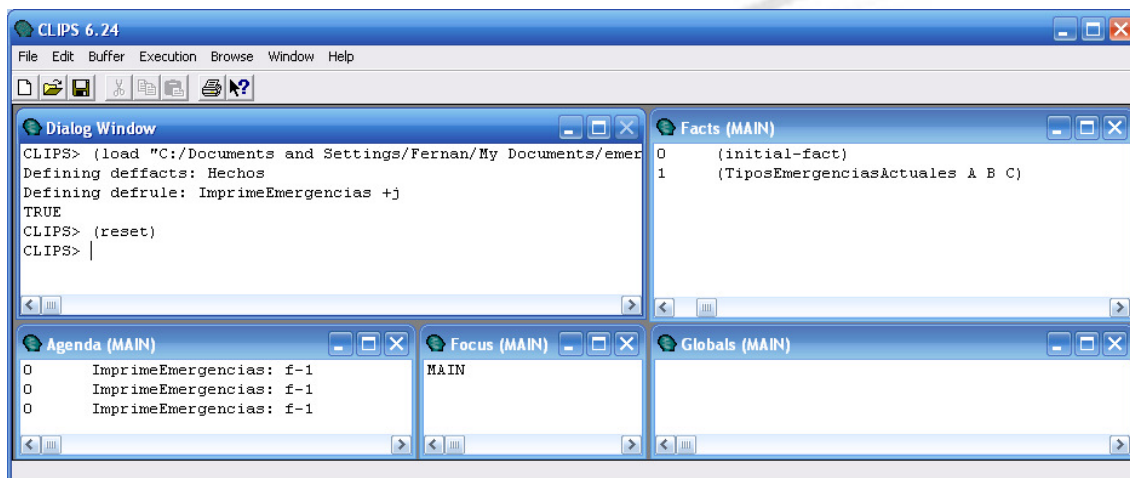 CLIPS 6.24
File Edit Buffer Execution Browse Window Help
Dialog Window
CLIPS> (load "C:/Documents and Settings/Fernan/My Documents/emer
Defining deffacts: Hechos
Defining defrule: ImprimeEmergencias +j
TRUE
CLIPS> (reset)
CLIPS>
Facts (MAIN)
0 (initial-fact)
1 (TiposEmergenciasActuales A B C)
Agenda (MAIN)
0 ImprimeEmergencias: f-1
0 ImprimeEmergencias: f-1
0 ImprimeEmergencias: f-1
Focus (MAIN)
MAIN
Globals (MAIN)